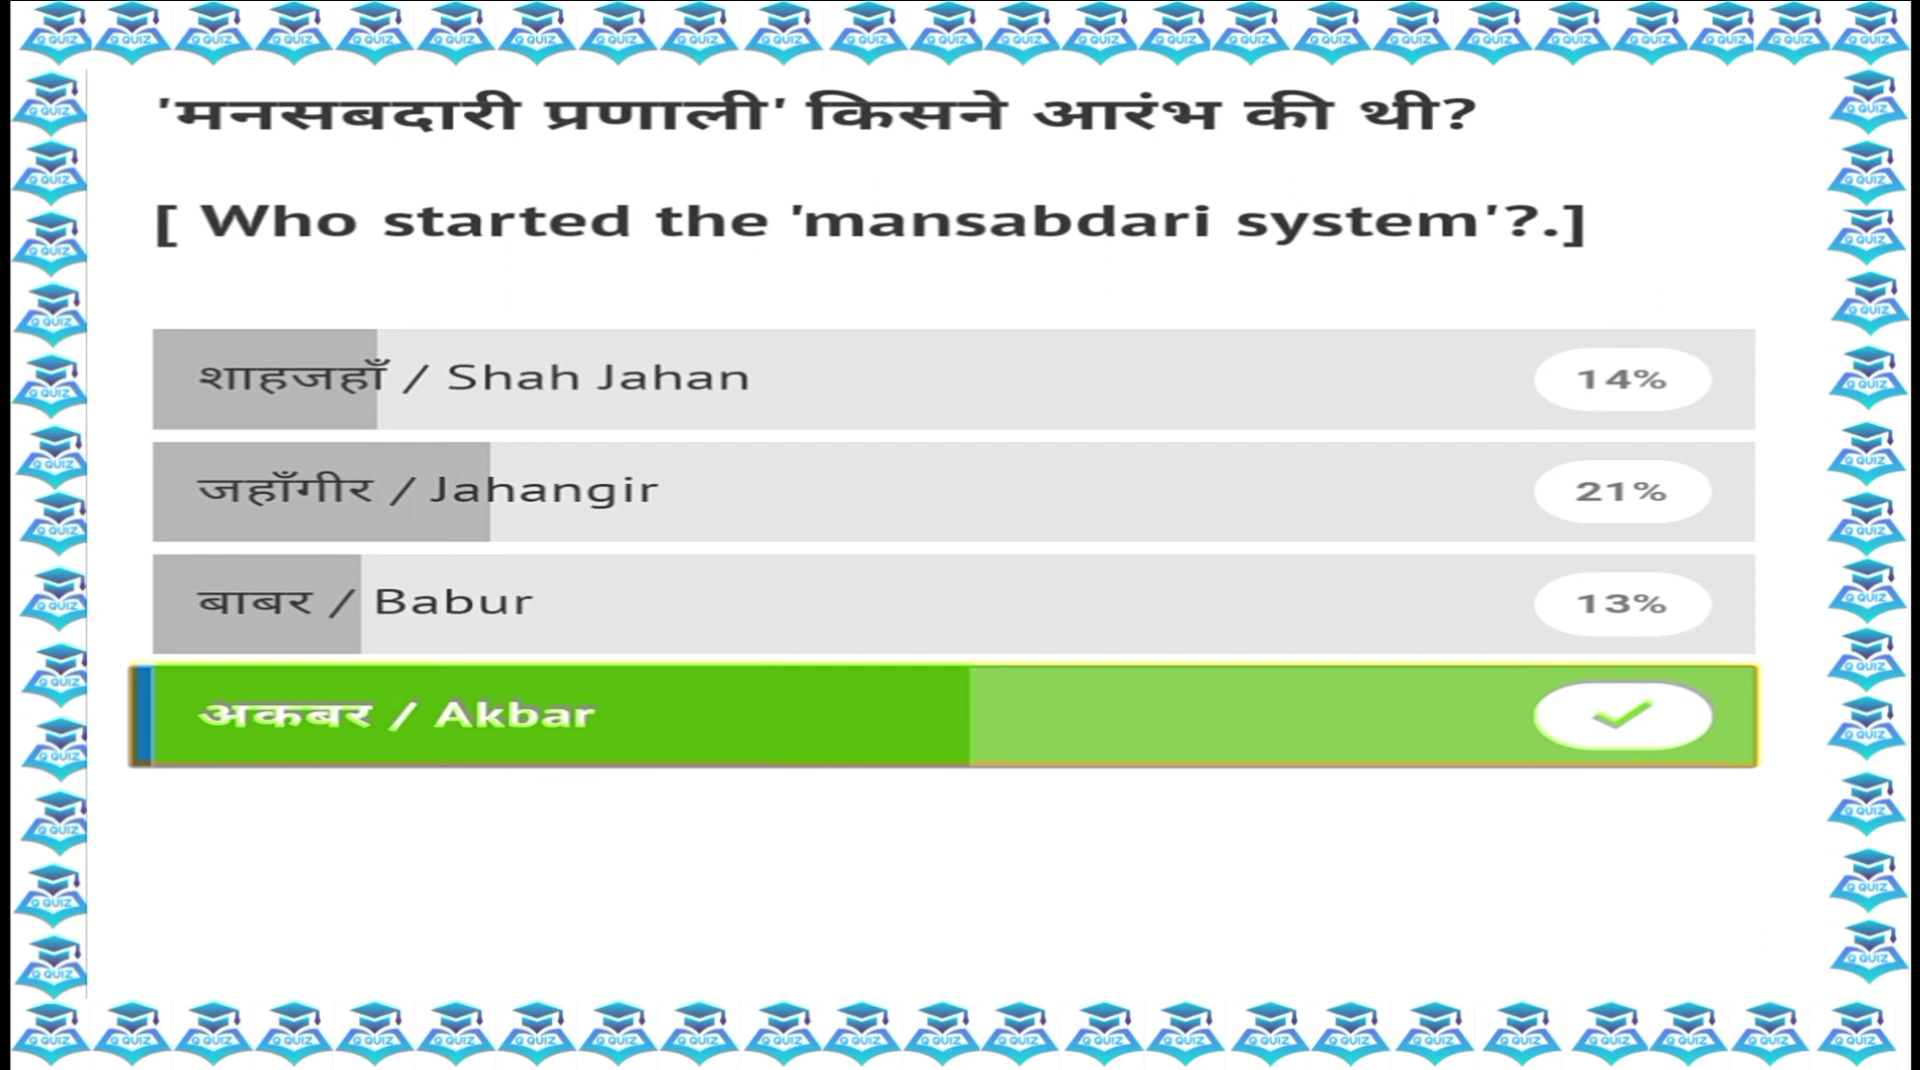 'मनसबदारी प्रणाली' किसने आरंभ की थी?
[ Who started the 'mansabdari system'?.]
शाहजहाँ / Shah Jahan 14%
जहाँगीर / Jahangir 21%
बाबर / Babur 13%
अकबर / Akbar